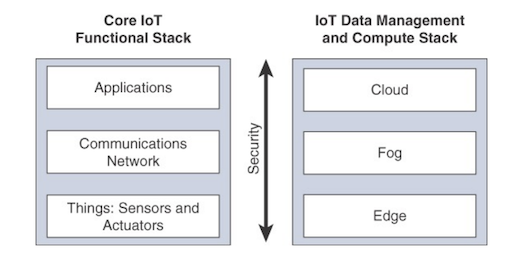 Core IoT
Functional Stack
Applications
Communications
Network
Things: Sensors and
Actuators
Security
IoT Data Management
and Compute Stack
Cloud
Fog
Edge